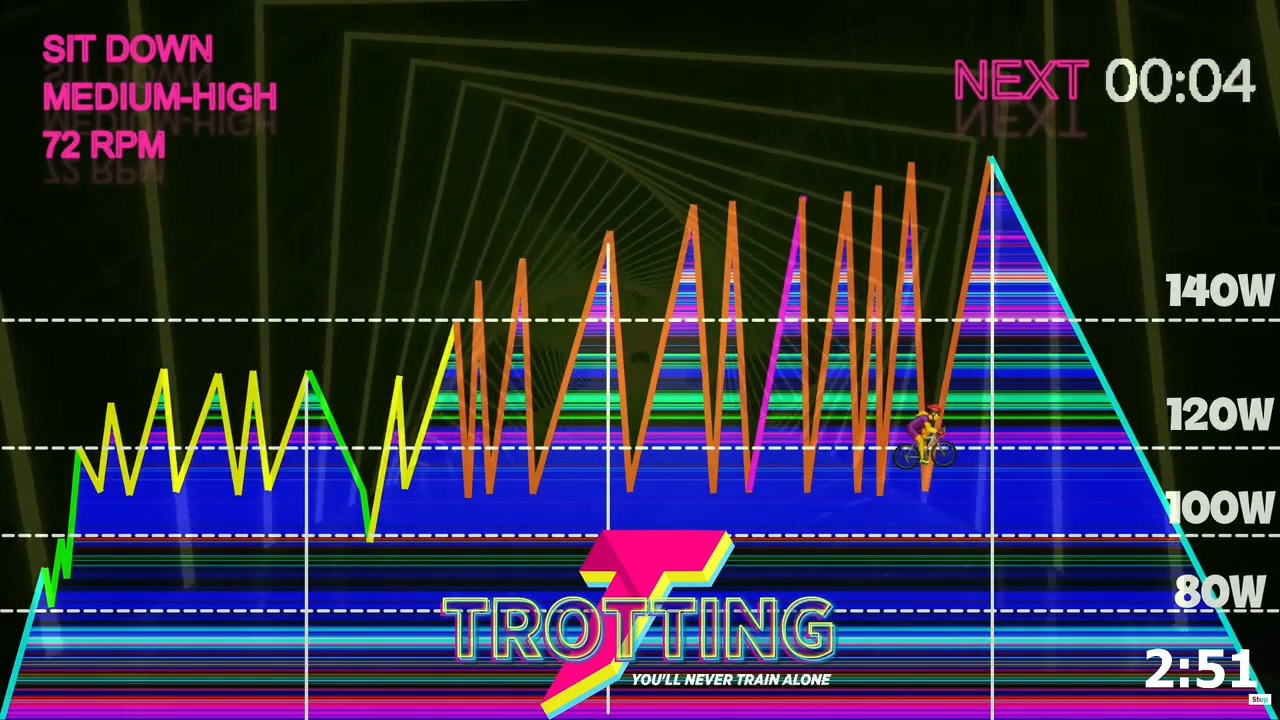 SIT DOWN
MEDIUM-HIGH
72 RPM
NEXT 00:04
140W
120W
100W
80W
TROTTING
YOU'LL NEVER TRAIN ALONE
2:51
Stop